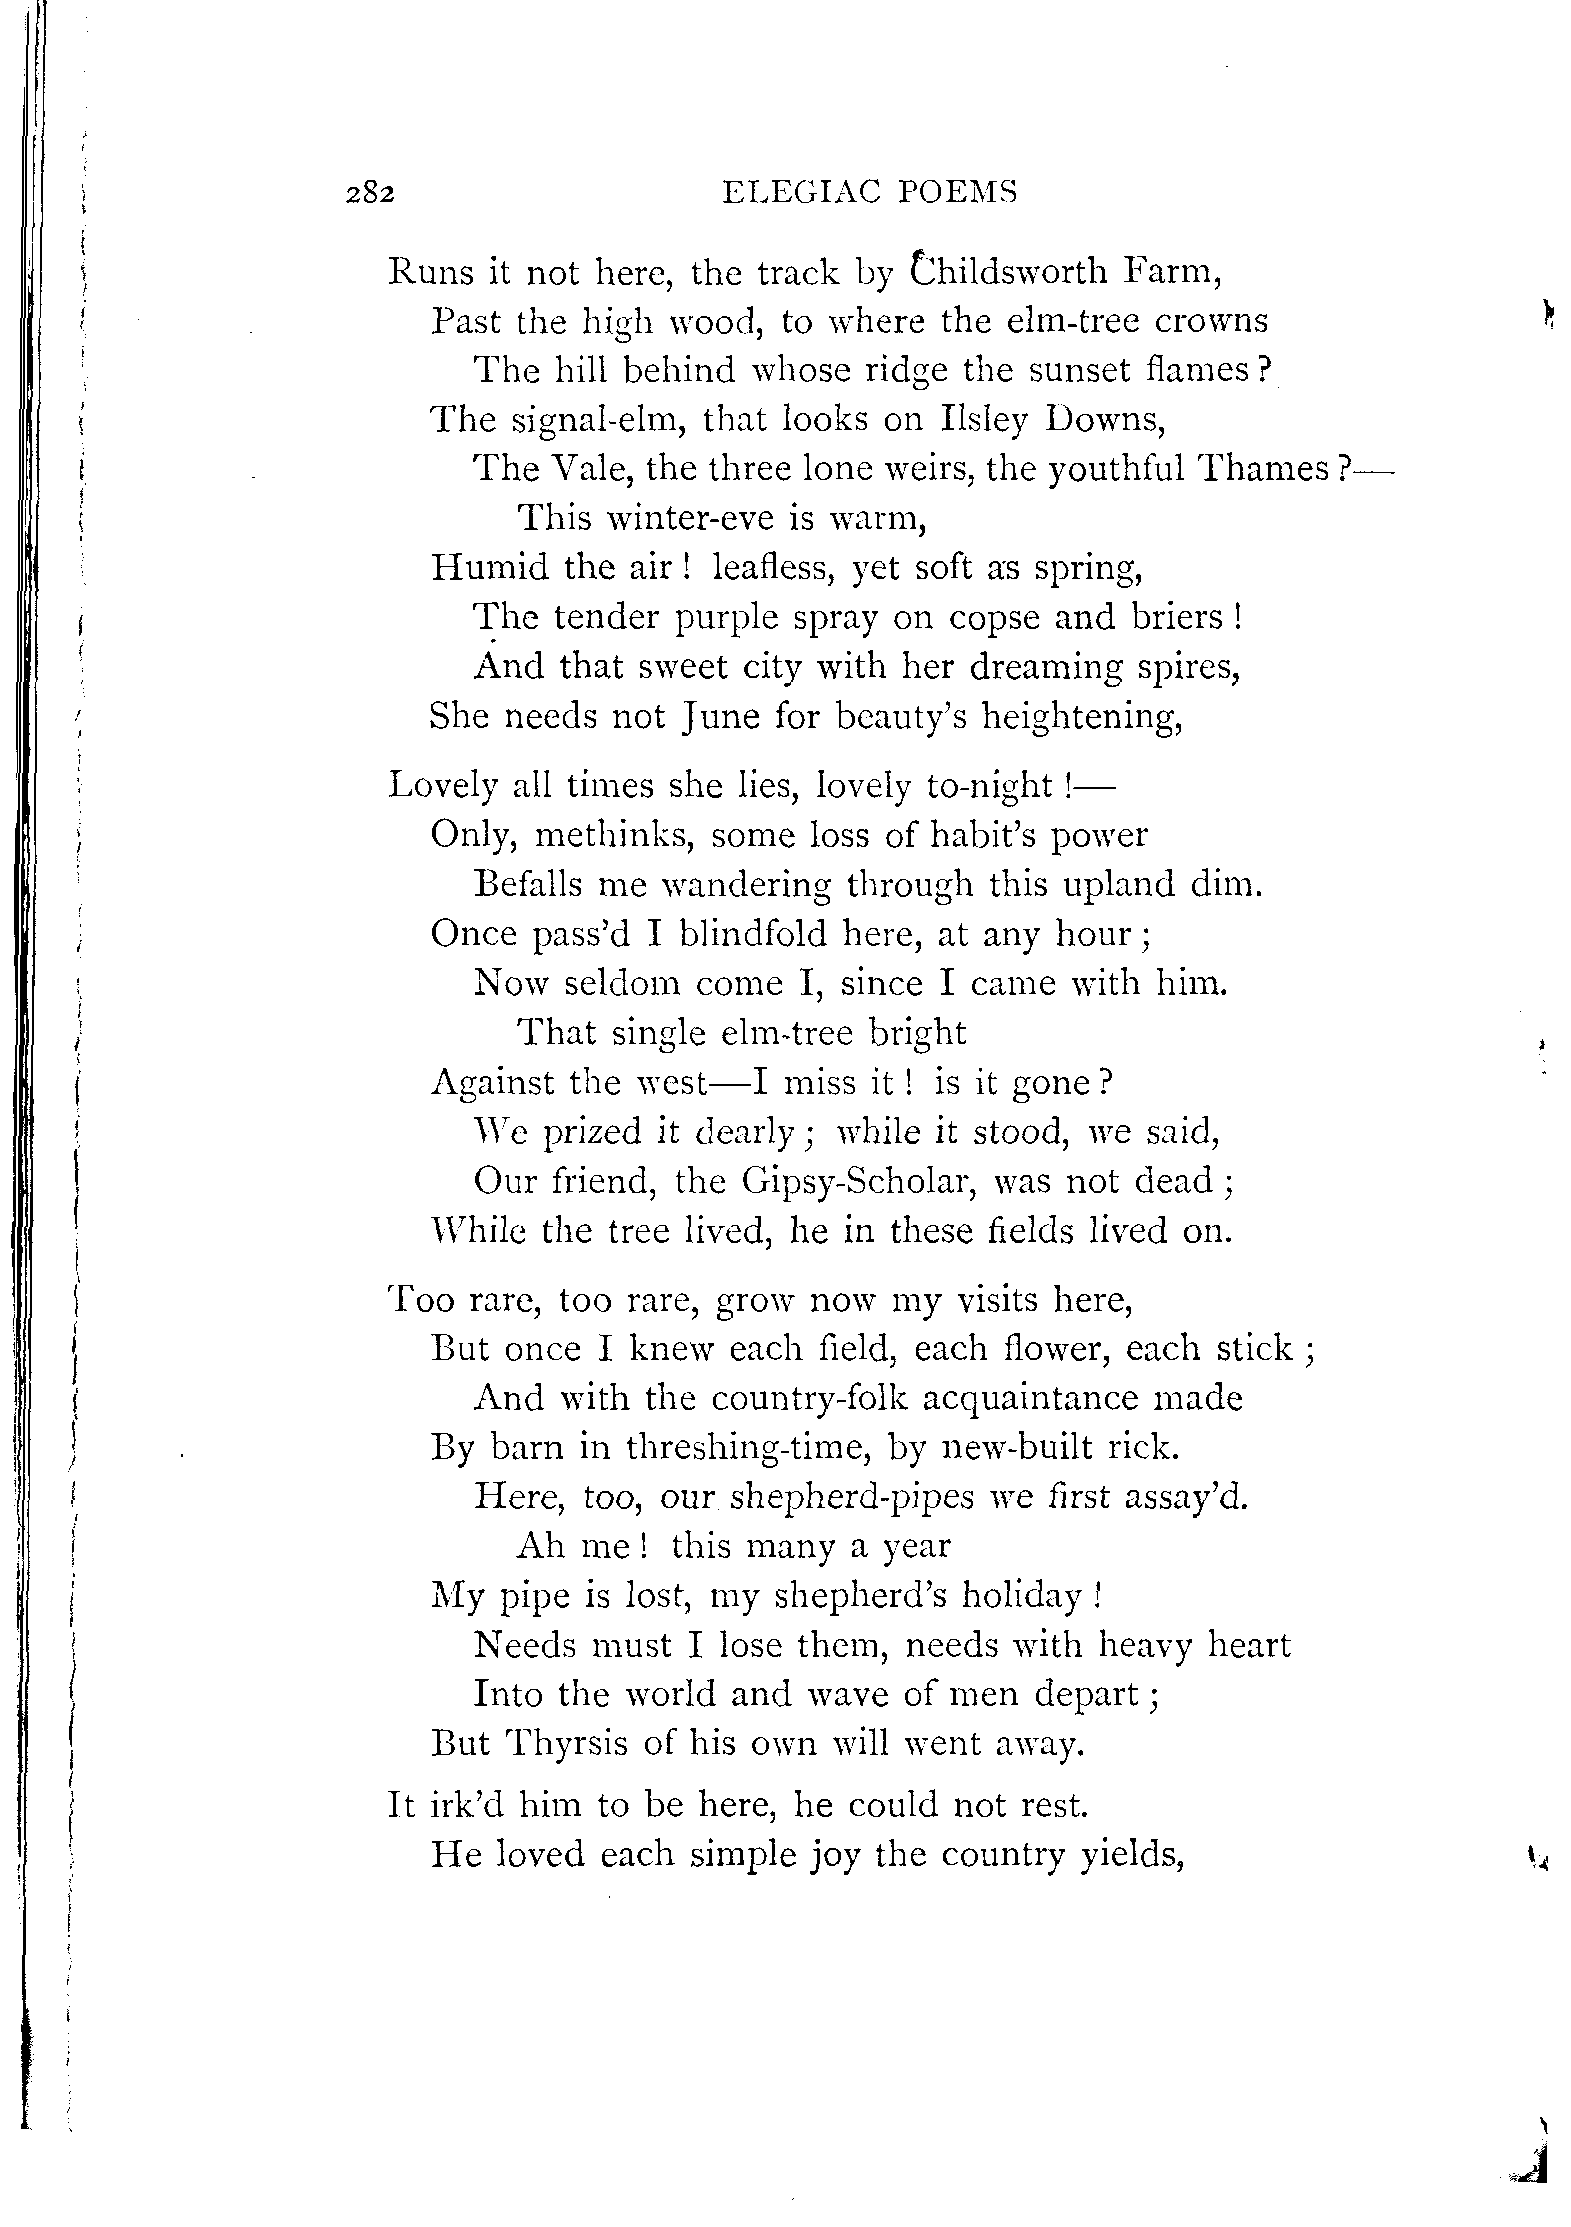 282 ELEGIAC POEMS
Runs it not here, the track by Childsworth Farm,
Past the high wood, to where the elm-tree crowns
The hill behind whose ridge the sunset flames?
The signal-elm, that looks on Ilsley Downs,
The Vale, the three lone weirs, the youthful Thames?—
This winter-eve is warm,
Humid the air! leafless, yet soft as spring,
The tender purple spray on copse and briers!
And that sweet city with her dreaming spires,
She needs not June for beauty's heightening,
Lovely all times she lies, lovely to-night!—
Only, methinks, some loss of habit's power
Befalls me wandering through this upland dim.
Once pass'd I blindfold here, at any hour;
Now seldom come I, since I came with him.
That single elm-tree bright
Against the west—I miss it! is it gone?
We prized it dearly; while it stood, we said,
Our friend, the Gipsy-Scholar, was not dead;
While the tree lived, he in these fields lived on.
Too rare, too rare, grow now my visits here,
But once I knew each field, each flower, each stick;
And with the country-folk acquaintance made
By barn in threshing-time, by new-built rick.
Here, too, our shepherd-pipes we first assay'd.
Ah me! this many a year
My pipe is lost, my shepherd's holiday!
Needs must I lose them, needs with heavy heart
Into the world and wave of men depart;
But Thyrsis of his own will went away.
It irk'd him to be here, he could not rest.
He loved each simple joy the country yields,